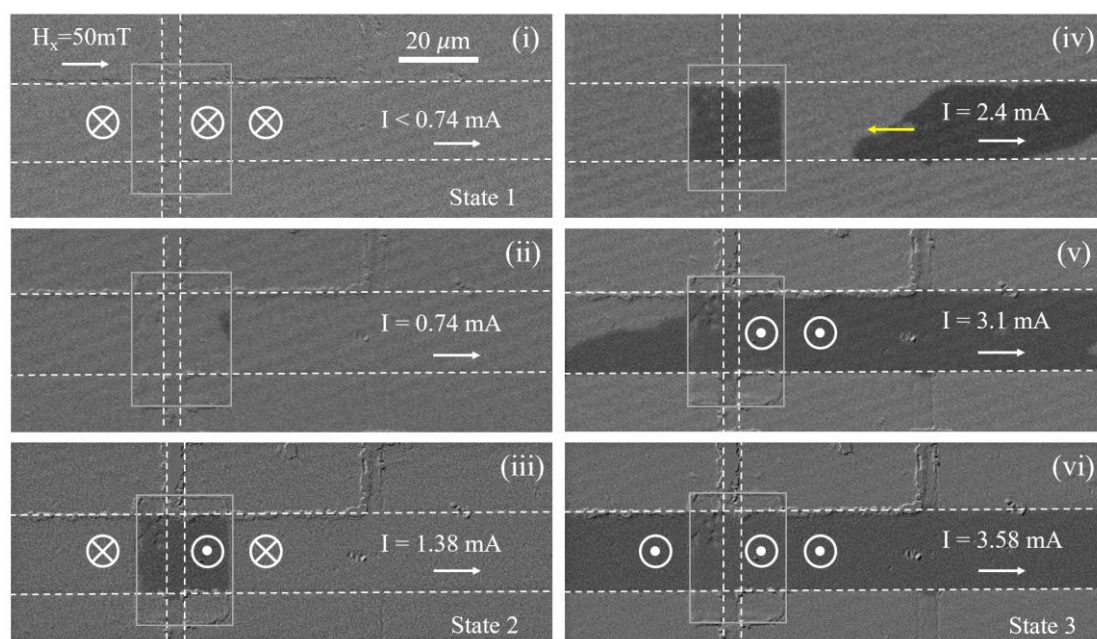 Hₓ=50mT
20 μm
(i)
I < 0.74 mA
State 1
(ii)
I = 0.74 mA
(iii)
I = 1.38 mA
State 2
(iv)
I = 2.4 mA
(v)
I = 3.1 mA
(vi)
I = 3.58 mA
State 3